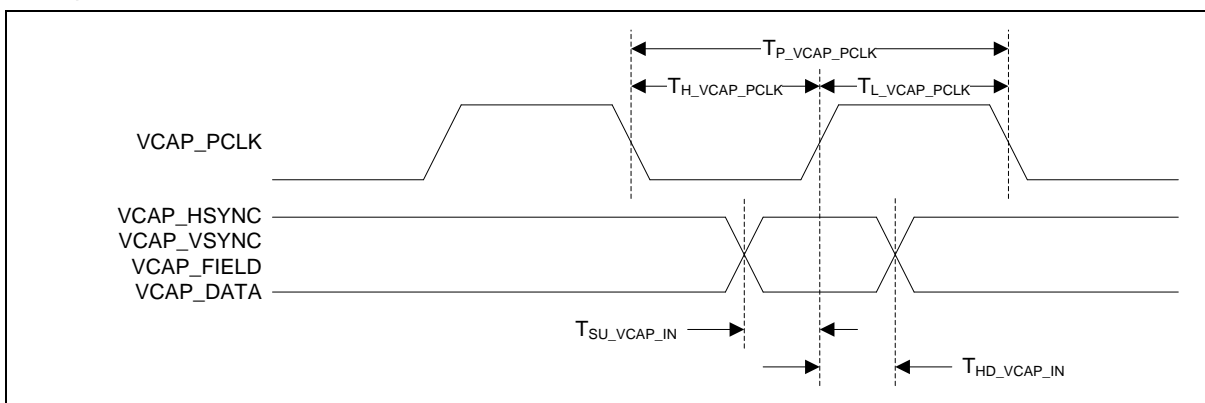 T_P_VCAP_PCLK
T_H_VCAP_PCLK T_L_VCAP_PCLK
VCAP_PCLK
VCAP_HSYNC
VCAP_VSYNC
VCAP_FIELD
VCAP_DATA
T_SU_VCAP_IN
T_HD_VCAP_IN